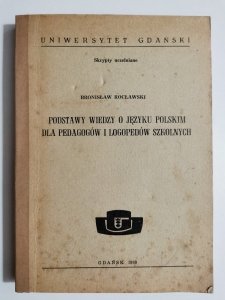 UNIWERSYTET GDAŃSKI
Skrypty uczelniane
BRONISŁAW ROCŁAWSKI
PODSTAWY WIEDZY O JĘZYKU POLSKIM
DLA PEDAGOGÓW I LOGOPEDÓW SZKOLNYCH
GDAŃSK